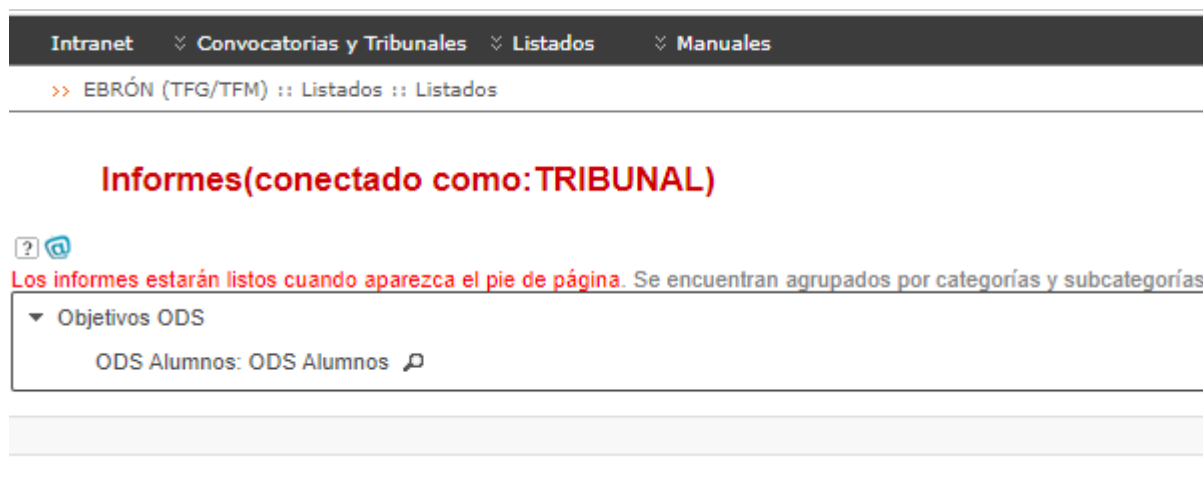 Intranet Convocatorias y Tribunales Listados Manuales
>> EBRÓN (TFG/TFM) :: Listados :: Listados
Informes(conectado como:TRIBUNAL)
? @
Los informes estarán listos cuando aparezca el pie de página. Se encuentran agrupados por categorías y subcategorías
Objetivos ODS
ODS Alumnos: ODS Alumnos